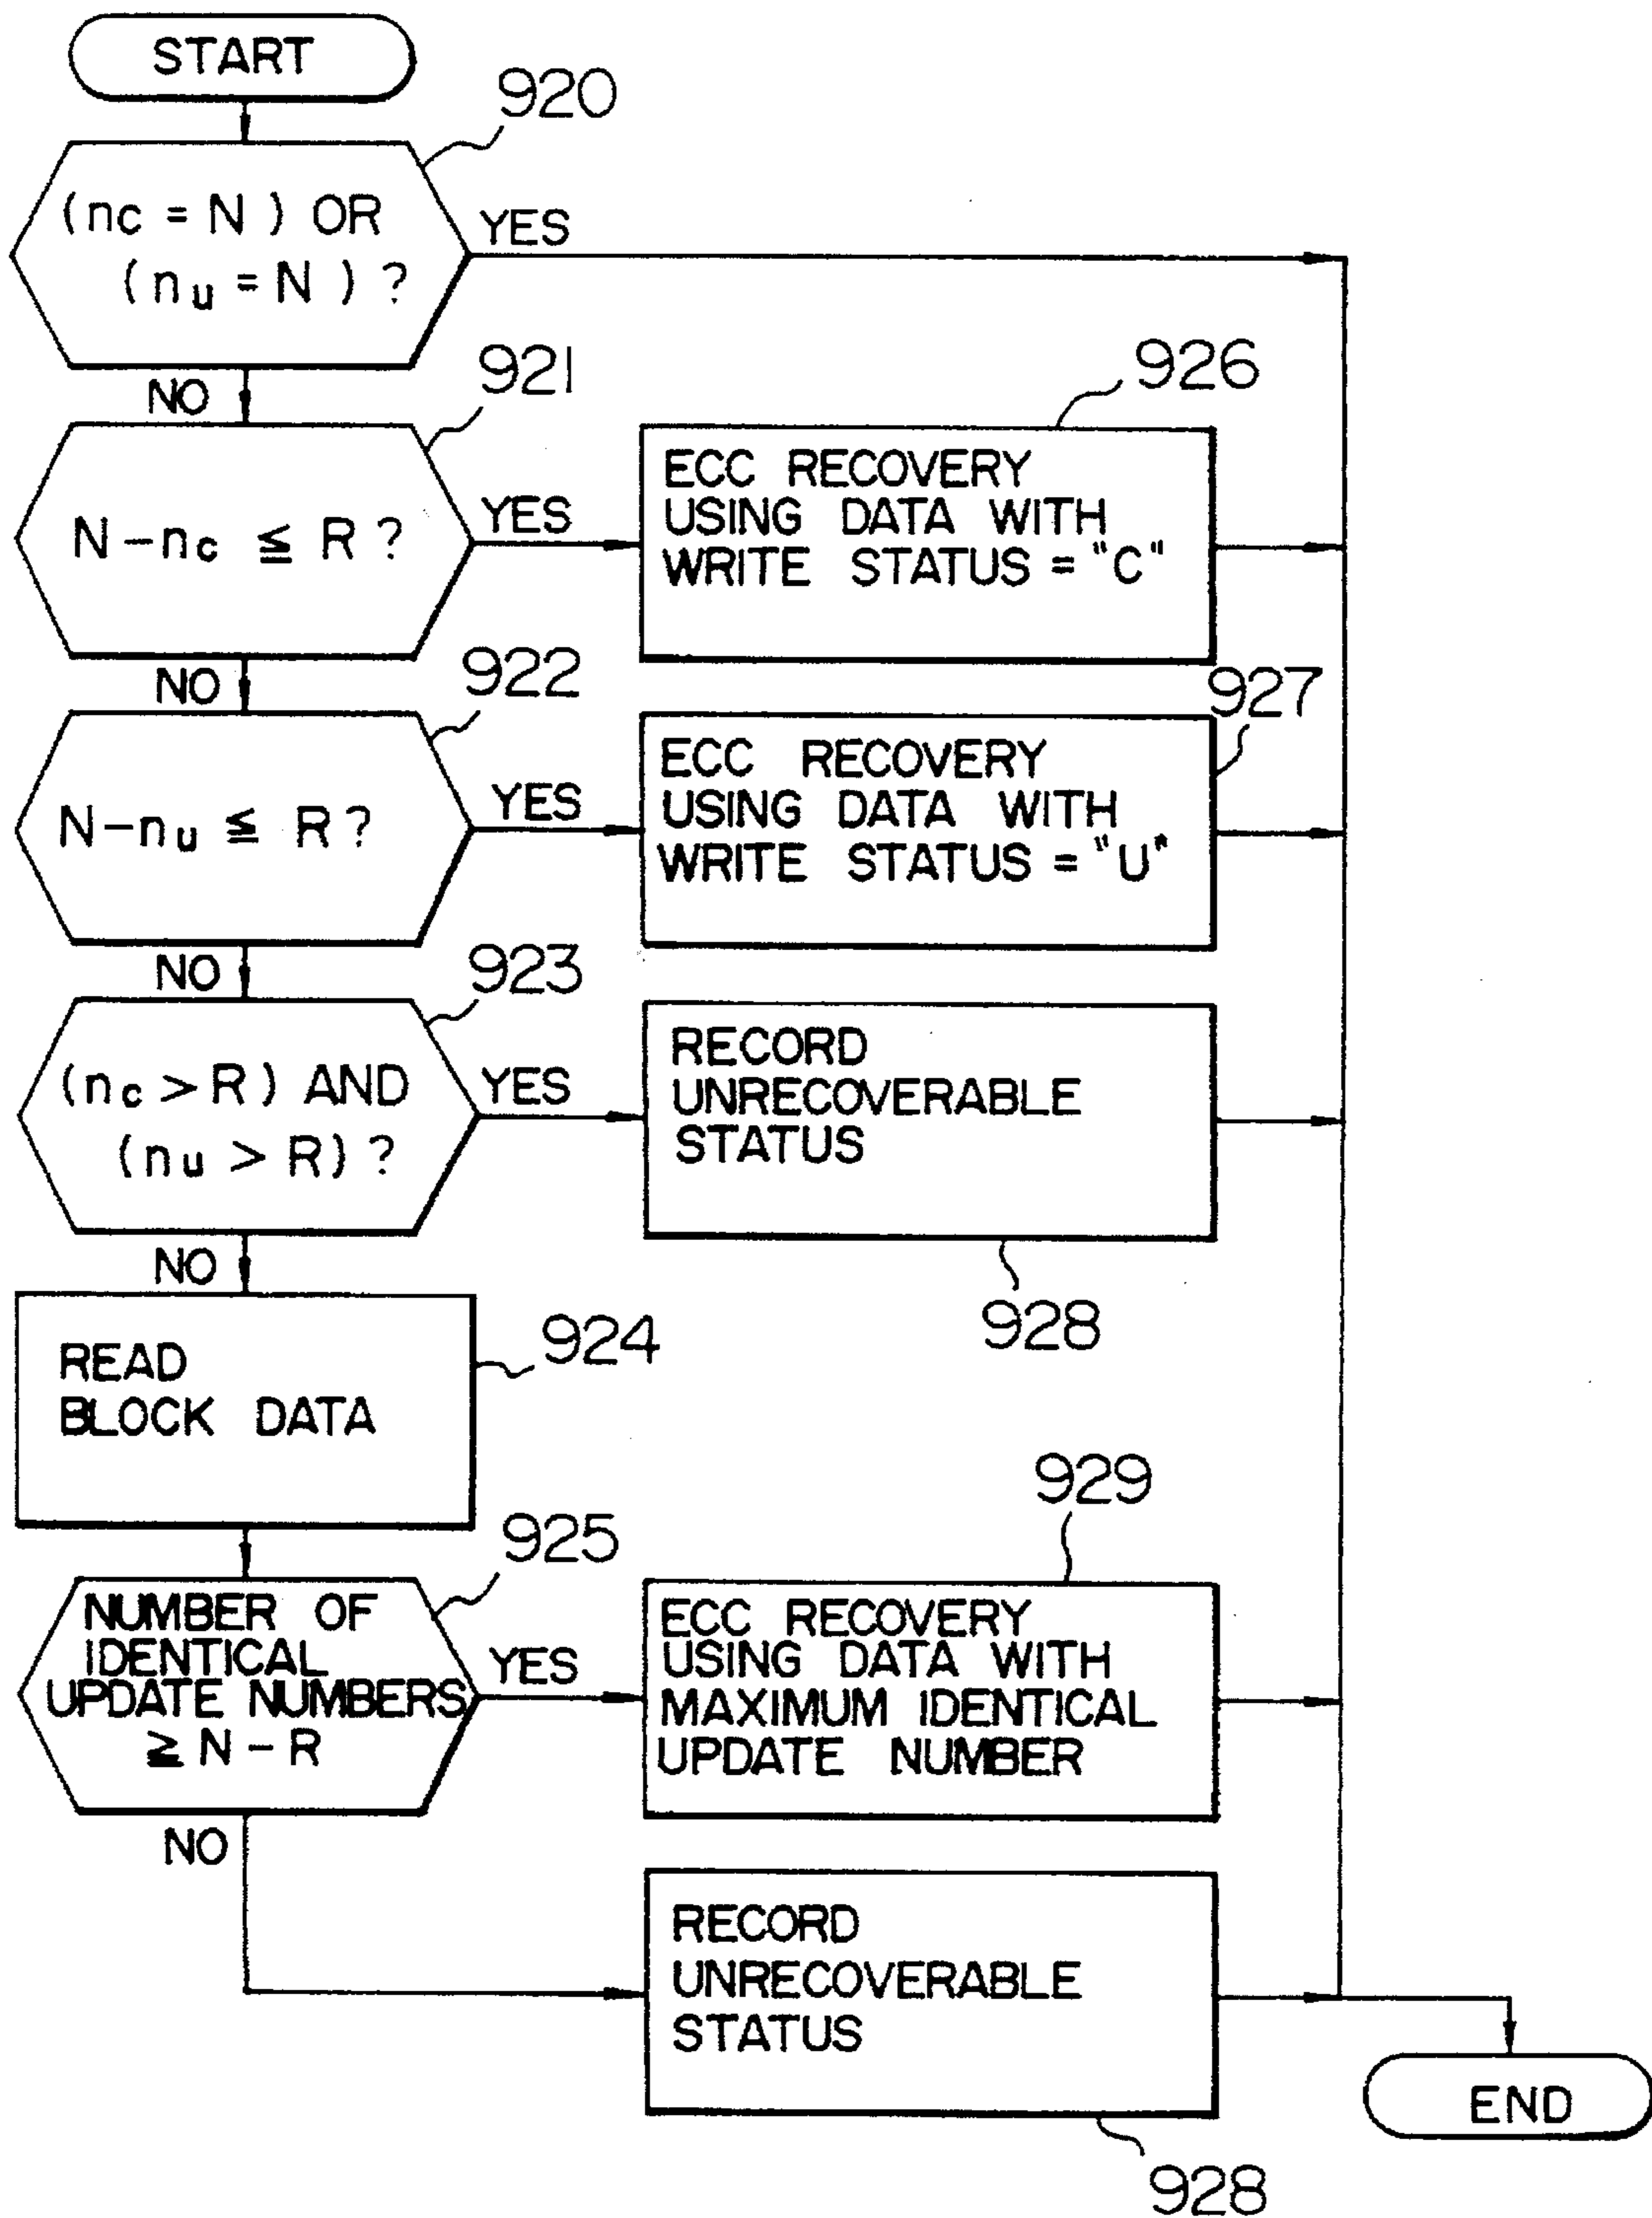 START
920
(nc = N) OR
(nu = N) ?
YES
NO
921
N-nc ≦ R ?
YES
926
ECC RECOVERY
USING DATA WITH
WRITE STATUS = "C"
NO
922
N-nu ≦ R ?
YES
927
ECC RECOVERY
USING DATA WITH
WRITE STATUS = "U"
NO
923
(nc > R) AND
(nu > R) ?
YES
RECORD
UNRECOVERABLE
STATUS
928
NO
924
READ
BLOCK DATA
925
NUMBER OF
IDENTICAL
UPDATE NUMBERS
≧ N-R
YES
929
ECC RECOVERY
USING DATA WITH
MAXIMUM IDENTICAL
UPDATE NUMBER
NO
RECORD
UNRECOVERABLE
STATUS
928
END